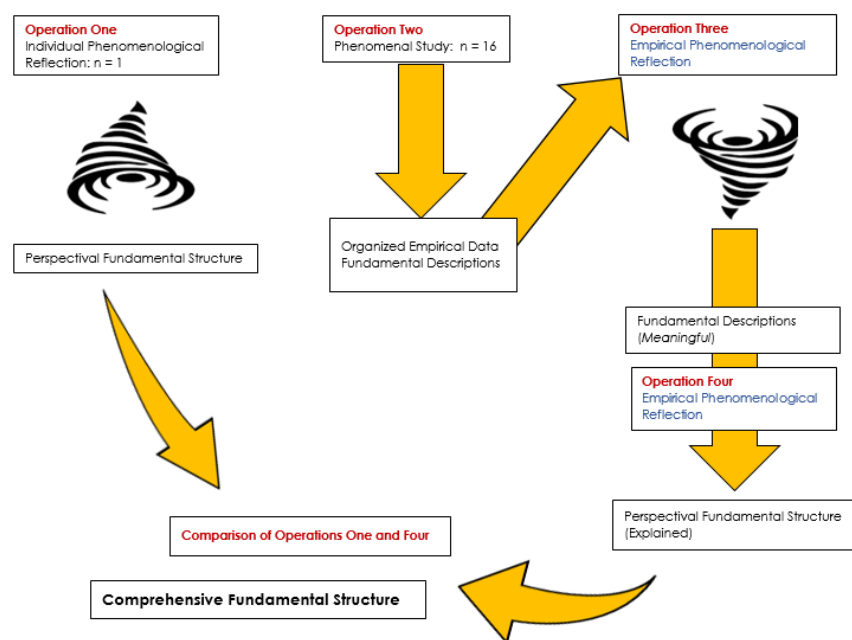 Operation One
Individual Phenomenological
Reflection: n = 1
Operation Two
Phenomenal Study:  n = 16
Operation Three
Empirical Phenomenological
Reflection
Perspectival Fundamental Structure
Organized Empirical Data
Fundamental Descriptions
Fundamental Descriptions
(Meaningful)
Operation Four
Empirical Phenomenological
Reflection
Perspectival Fundamental Structure
(Explained)
Comparison of Operations One and Four
Comprehensive Fundamental Structure